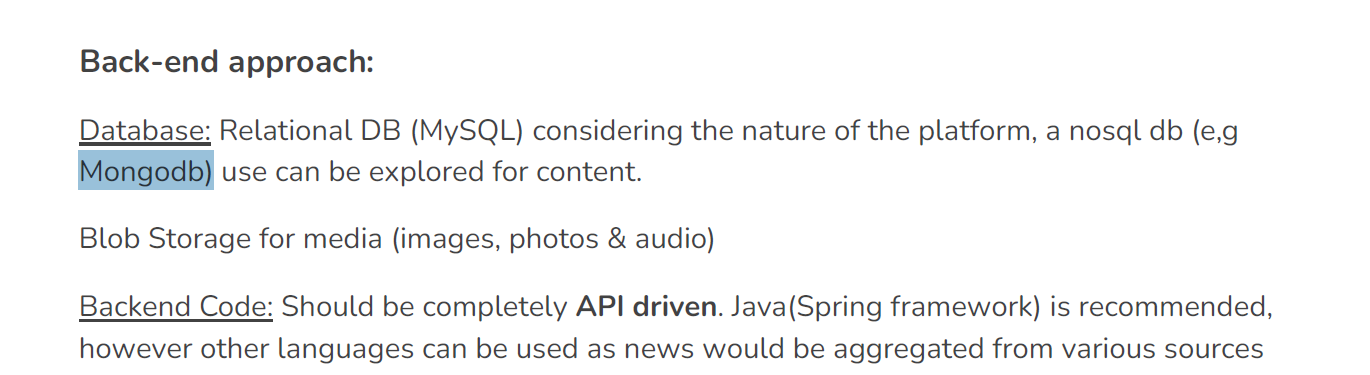 Back-end approach:
Database: Relational DB (MySQL) considering the nature of the platform, a nosql db (e,g
Mongodb) use can be explored for content.
Blob Storage for media (images, photos & audio)
Backend Code: Should be completely API driven. Java(Spring framework) is recommended,
however other languages can be used as news would be aggregated from various sources